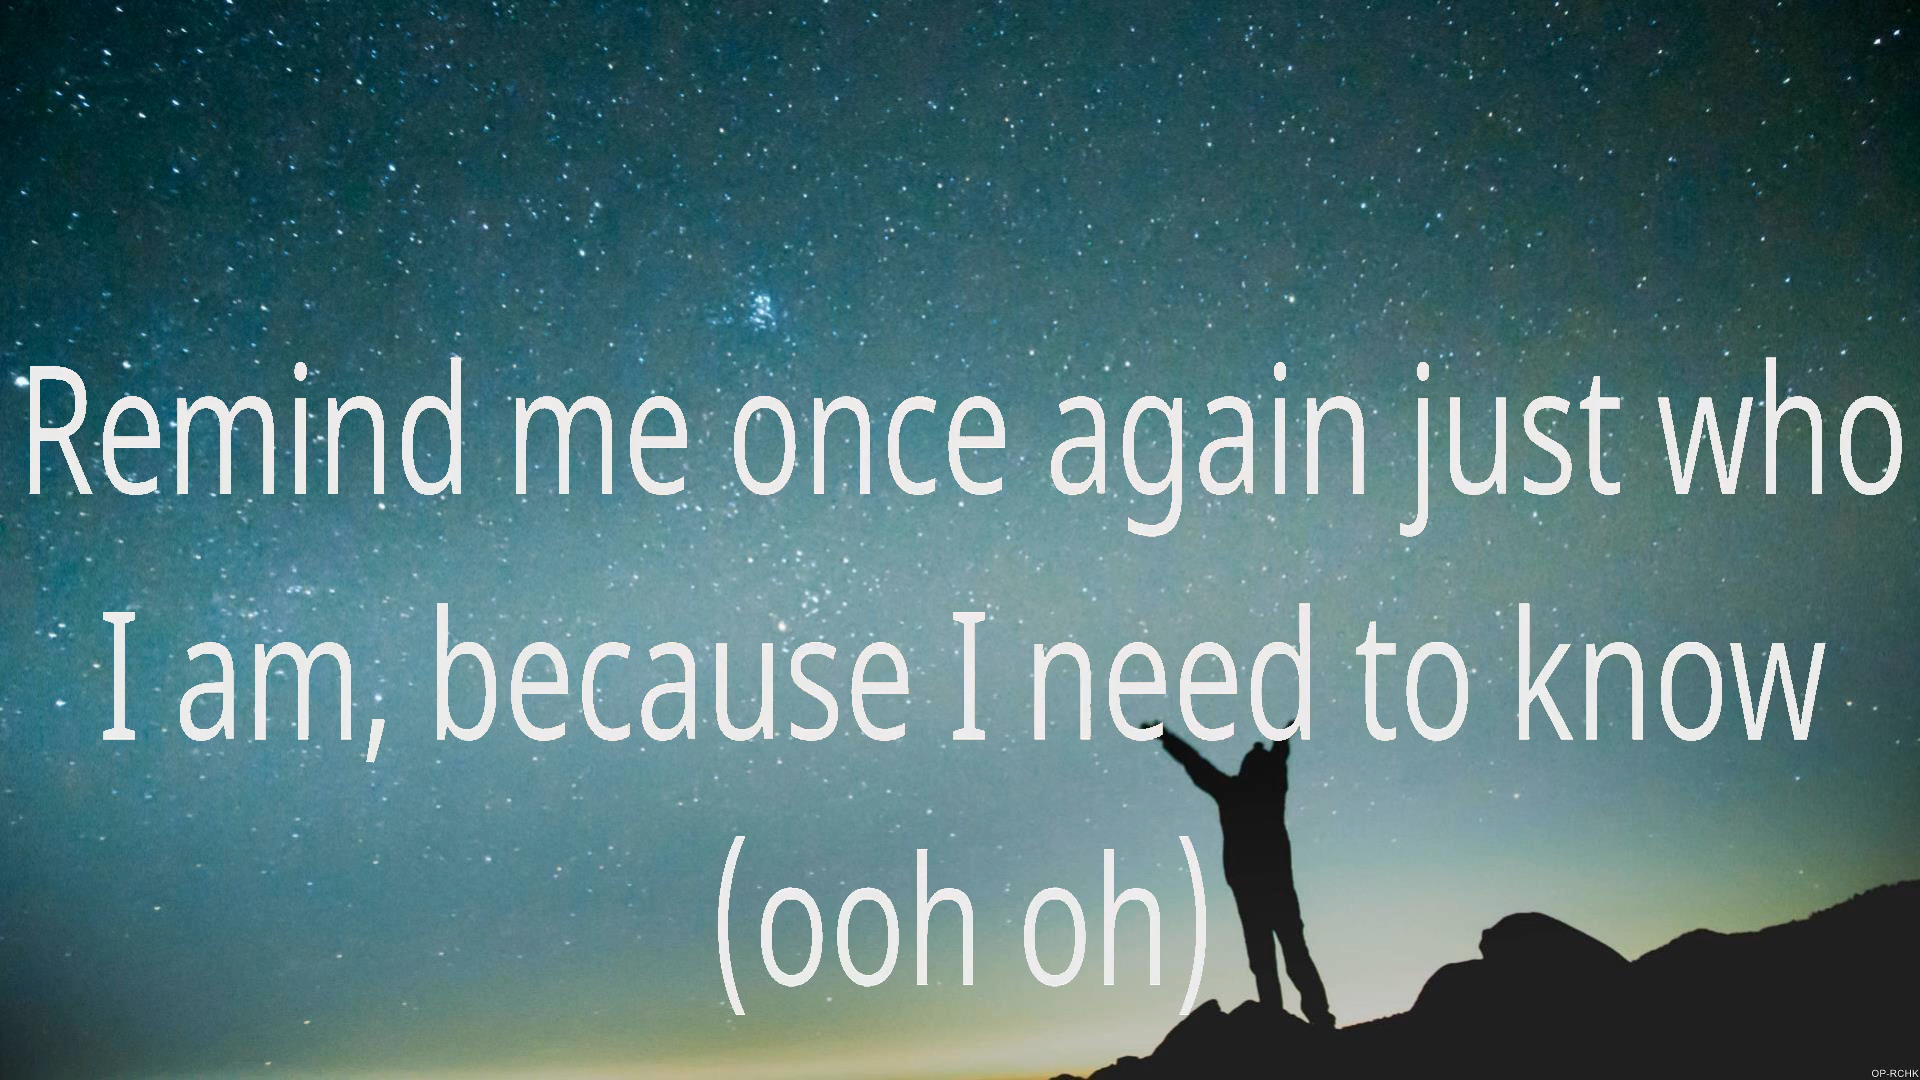 Remind me once again just who
I am, because I need to know
(ooh oh)
OP-RCHK